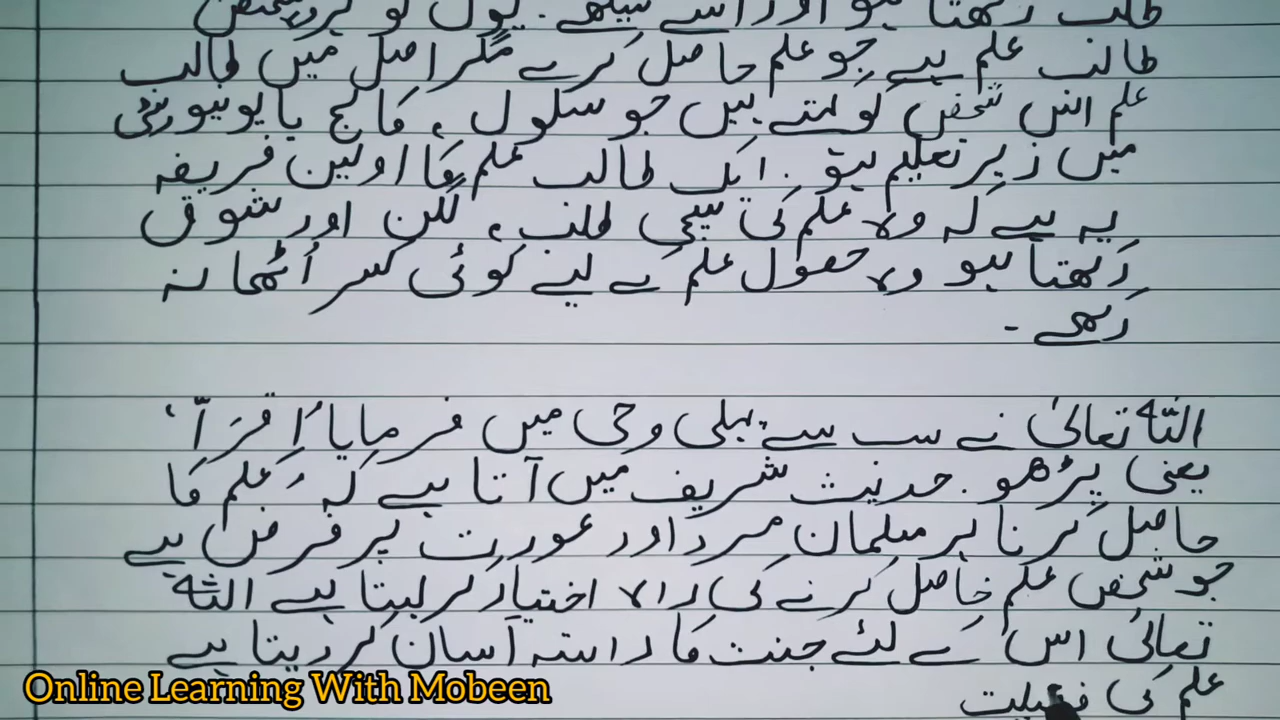 طلب رکھتا ہو اور اسے سیکھے . یوں تو ہر وہ شخص
طالب علم ہے جو علم حاصل کرے مگر اصل میں طالب
علم اس شخص کو کہتے ہیں جو سکول ، کالج یا یونیورسٹی
میں زیر تعلیم ہو . ایک طالب علم کا اولین فریضہ
یہ ہے کہ وہ علم کی سچی طلب ، لگن اور شوق
رکھتا ہو وہ حصول علم کے لیے کوئی کسر اُٹھا نہ
رکھے -
اللہ تعالیٰ نے سب سے پہلی وحی میں فرمایا ' اِقْرَاْ '
یعنی پڑھو . حدیث شریف میں آتا ہے کہ ' علم کا
حاصل کرنا ہر مسلمان مرد اور عورت پر فرض ہے
جو شخص علم حاصل کرنے کی راہ اختیار کر لیتا ہے اللہ
تعالیٰ اس کے لئے جنت کا راستہ آسان کر دیتا ہے
علم کی فضیلت
Online Learning With Mobeen